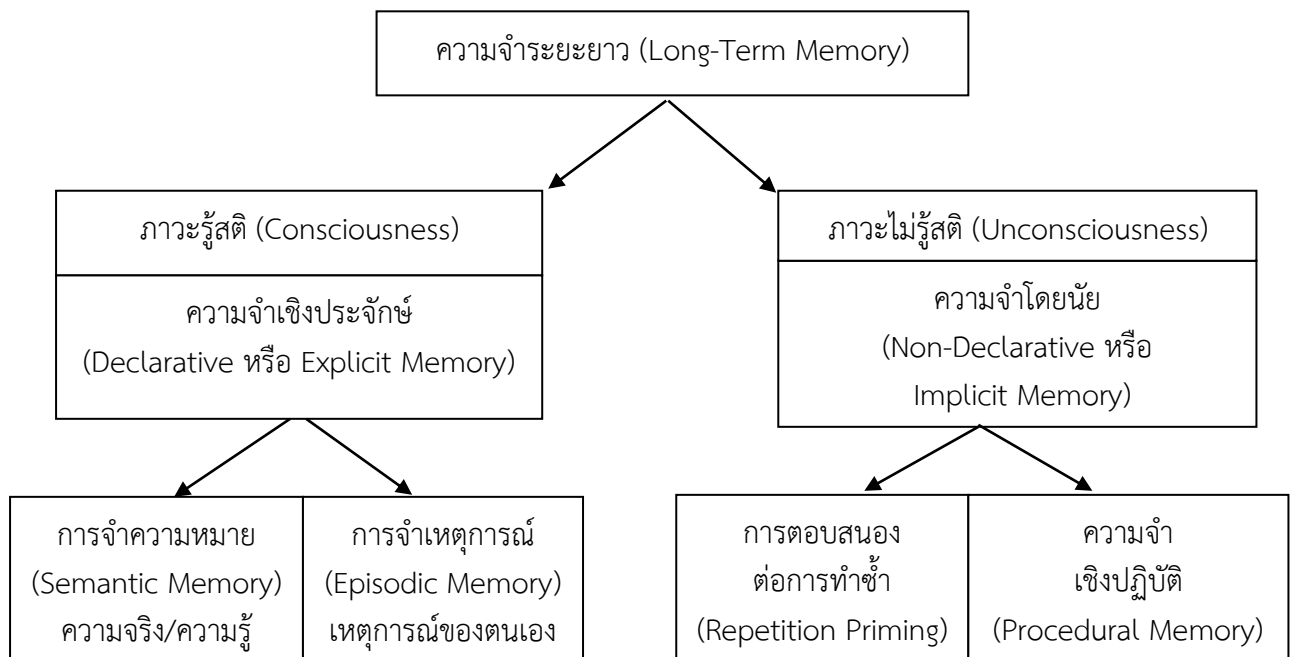 ความจำระยะยาว (Long-Term Memory)
ภาวะรู้สติ (Consciousness)
ความจำเชิงประจักษ์
(Declarative หรือ Explicit Memory)
ภาวะไม่รู้สติ (Unconsciousness)
ความจำโดยนัย
(Non-Declarative หรือ
Implicit Memory)
การจำความหมาย
(Semantic Memory)
ความจริง/ความรู้
การจำเหตุการณ์
(Episodic Memory)
เหตุการณ์ของตนเอง
การตอบสนอง
ต่อการทำซ้ำ
(Repetition Priming)
ความจำ
เชิงปฏิบัติ
(Procedural Memory)